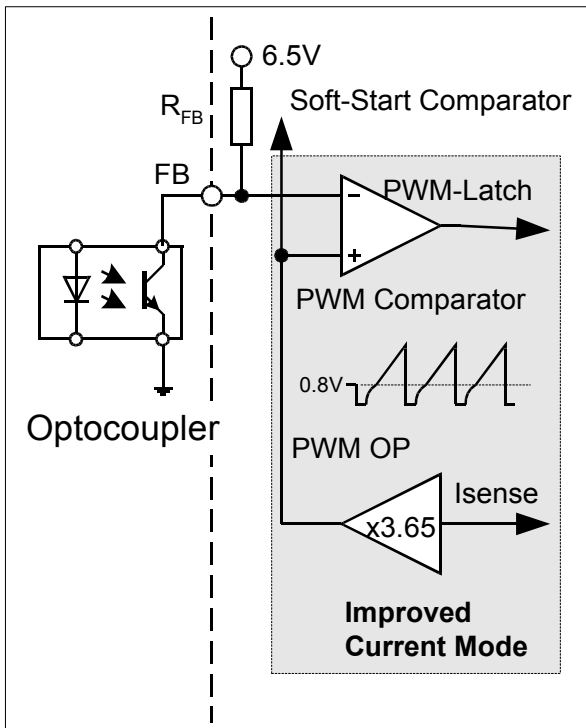 6.5V
RFB
Soft-Start Comparator
FB
PWM-Latch
−
+
PWM Comparator
0.8V
Optocoupler
PWM OP
Isense
x3.65
Improved
Current Mode